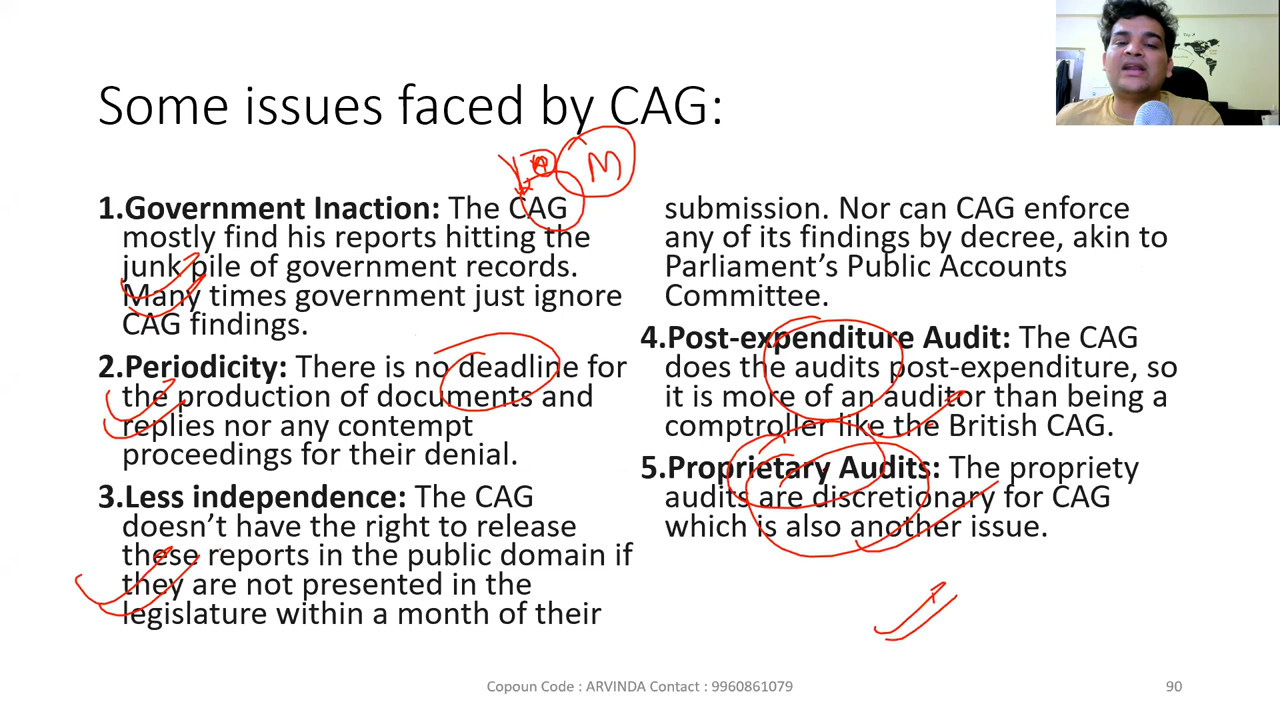 Some issues faced by CAG:
M
1.Government Inaction: The CAG
mostly find his reports hitting the
junk pile of government records.
Many times government just ignore
CAG findings.
2.Periodicity: There is no deadline for
the production of documents and
replies nor any contempt
proceedings for their denial.
3.Less independence: The CAG
doesn’t have the right to release
these reports in the public domain if
they are not presented in the
legislature within a month of their
submission. Nor can CAG enforce
any of its findings by decree, akin to
Parliament’s Public Accounts
Committee.
4.Post-expenditure Audit: The CAG
does the audits post-expenditure, so
it is more of an auditor than being a
comptroller like the British CAG.
5.Proprietary Audits: The propriety
audits are discretionary for CAG
which is also another issue.
Copoun Code : ARVINDA Contact : 9960861079
90